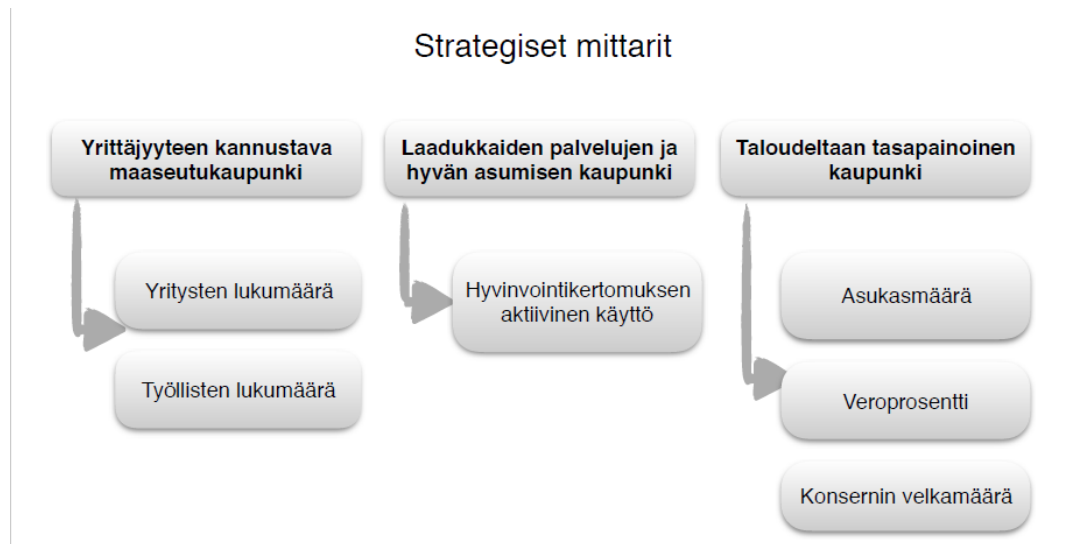 Strategiset mittarit
Yrittäjyyteen kannustava
maaseutukaupunki
Yritysten lukumäärä
Työllisten lukumäärä
Laadukkaiden palvelujen ja
hyvän asumisen kaupunki
Hyvinvointikertomuksen
aktiivinen käyttö
Taloudeltaan tasapainoinen
kaupunki
Asukasmäärä
Veroprosentti
Konsernin velkamäärä